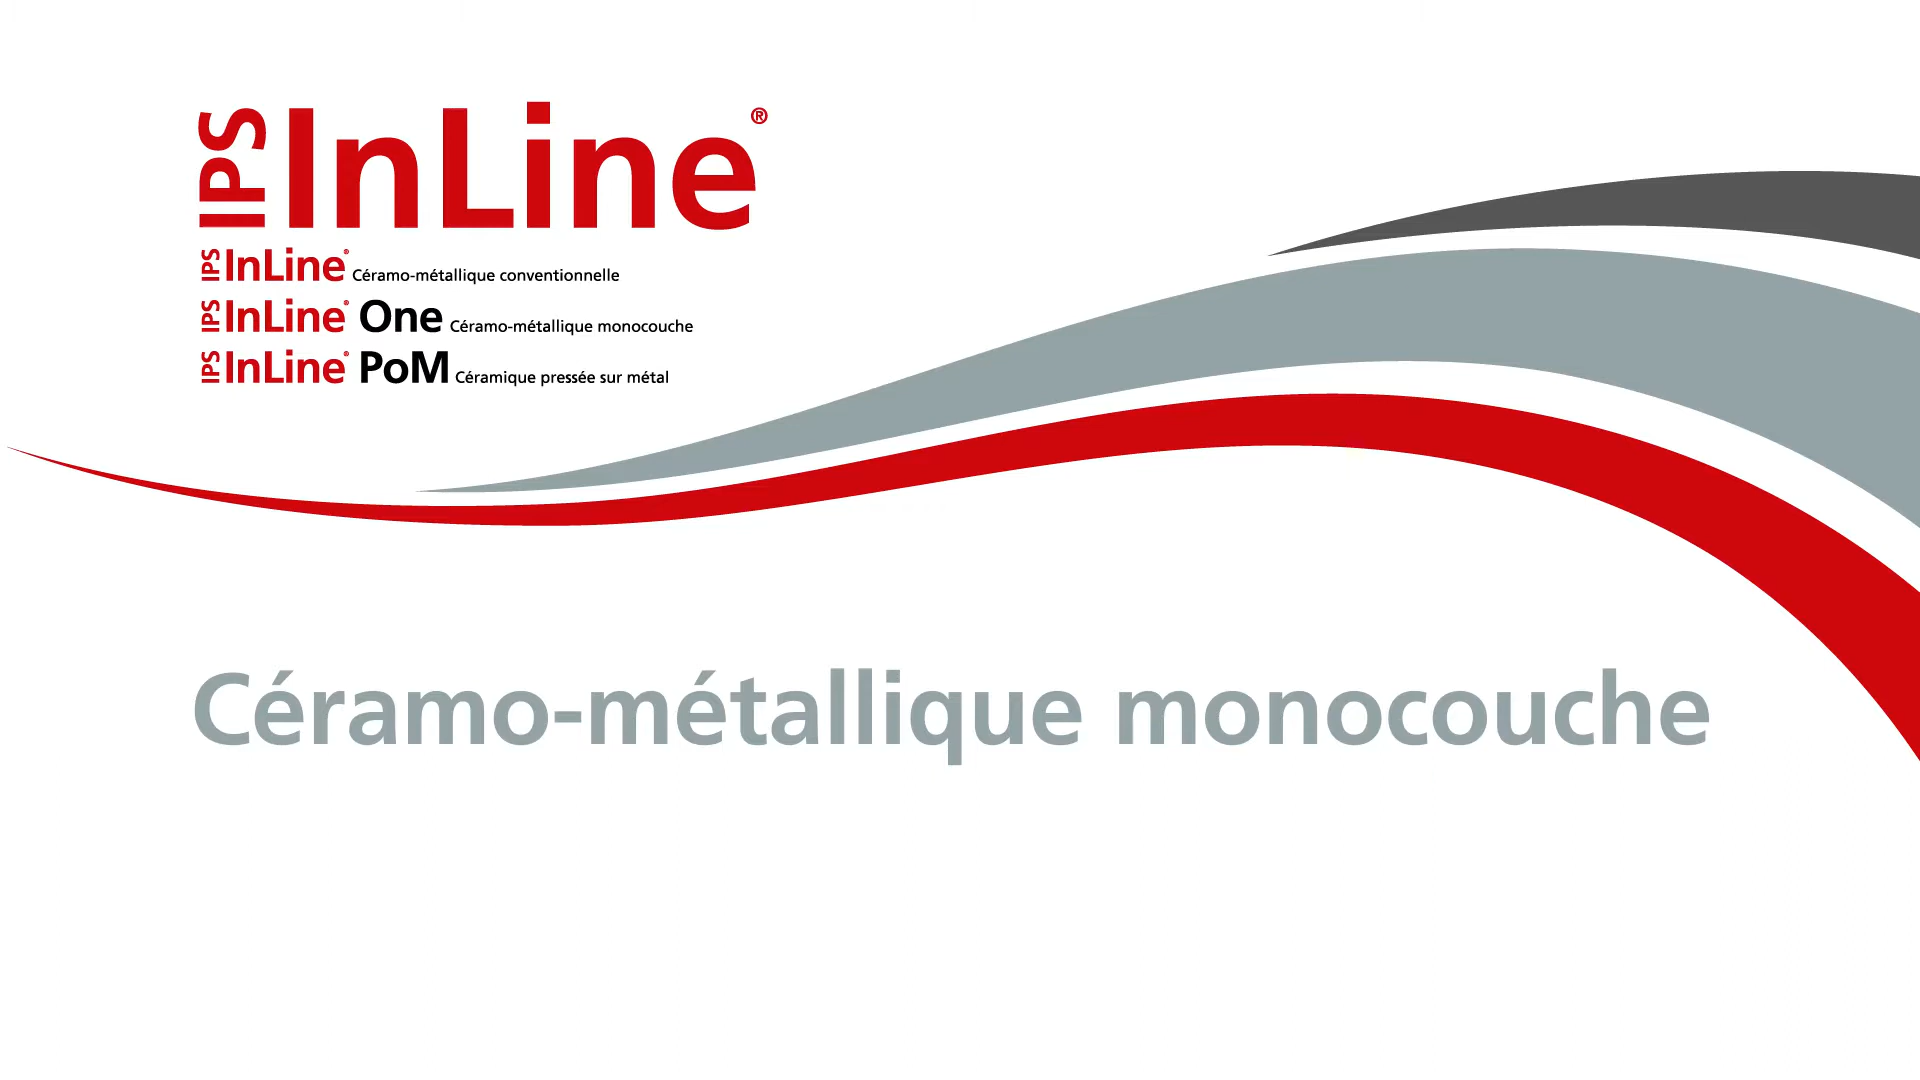 IPS InLine®
IPS InLine® Céramo-métallique conventionnelle
IPS InLine® One Céramo-métallique monocouche
IPS InLine® PoM Céramique pressée sur métal
Céramo-métallique monocouche